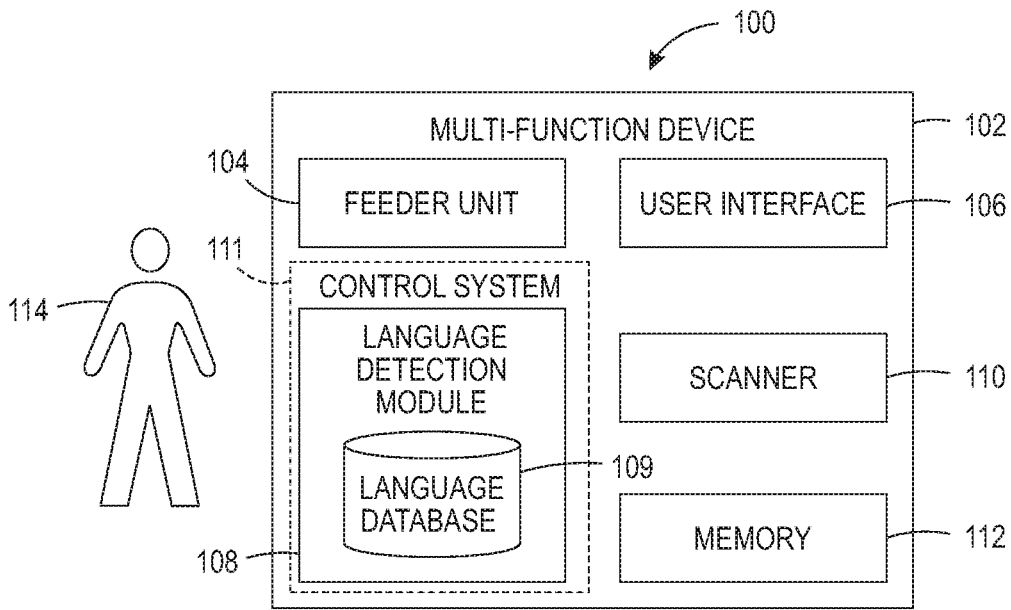 100
MULTI-FUNCTION DEVICE
102
104
FEEDER UNIT
USER INTERFACE
106
111
CONTROL SYSTEM
114
LANGUAGE
DETECTION
MODULE
SCANNER
110
109
LANGUAGE
DATABASE
108
MEMORY
112